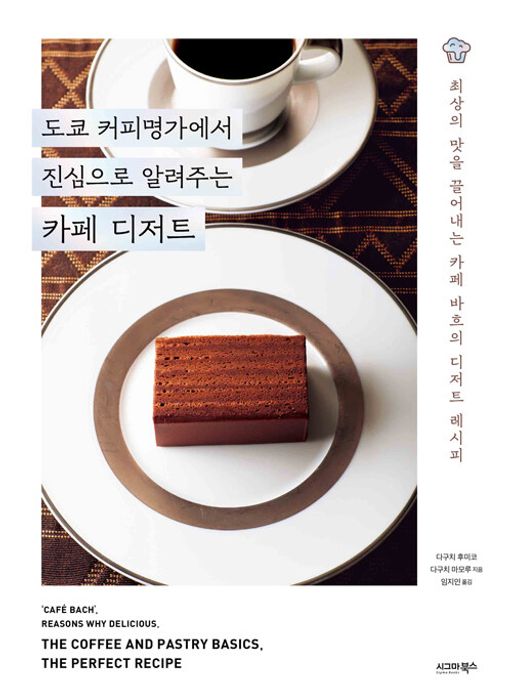 도쿄 커피명가에서
진심으로 알려주는
카페 디저트
최상의 맛을 끌어내는 카페 바흐의 디저트 레시피
다구치 후미코
다구치 마모루 지음
임지인 옮김
'CAFÉ BACH',
REASONS WHY DELICIOUS,
THE COFFEE AND PASTRY BASICS,
THE PERFECT RECIPE
시그마북스
Sigma Books